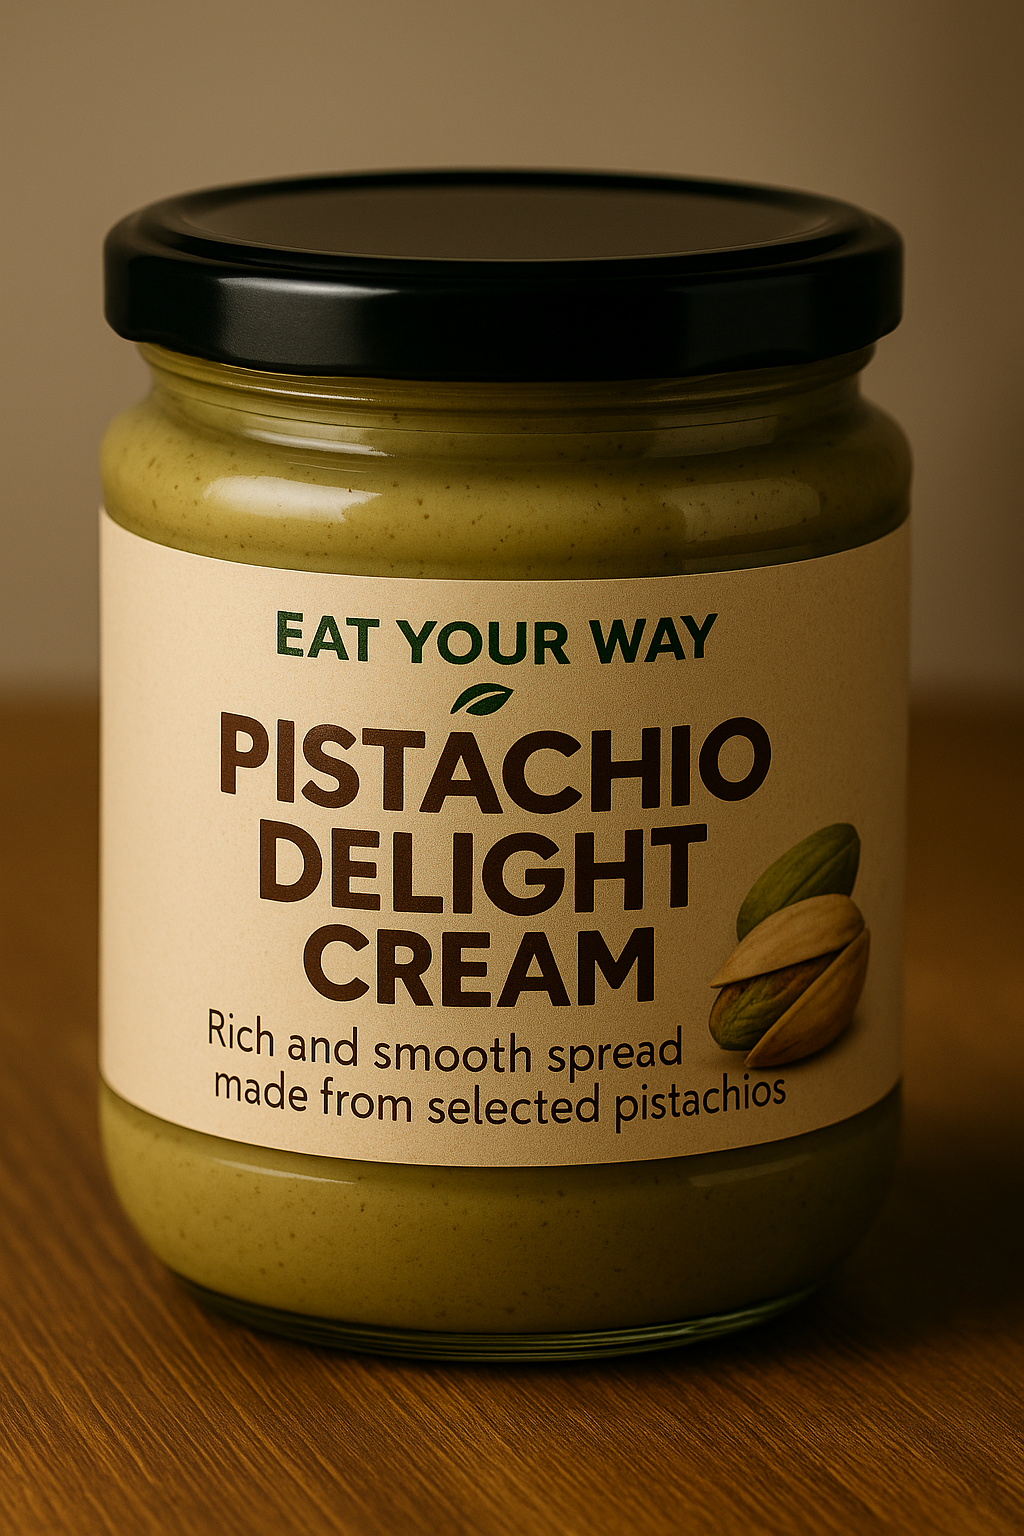 EAT YOUR WAY
PISTACHIO
DELIGHT
CREAM
Rich and smooth spread
made from selected pistachios